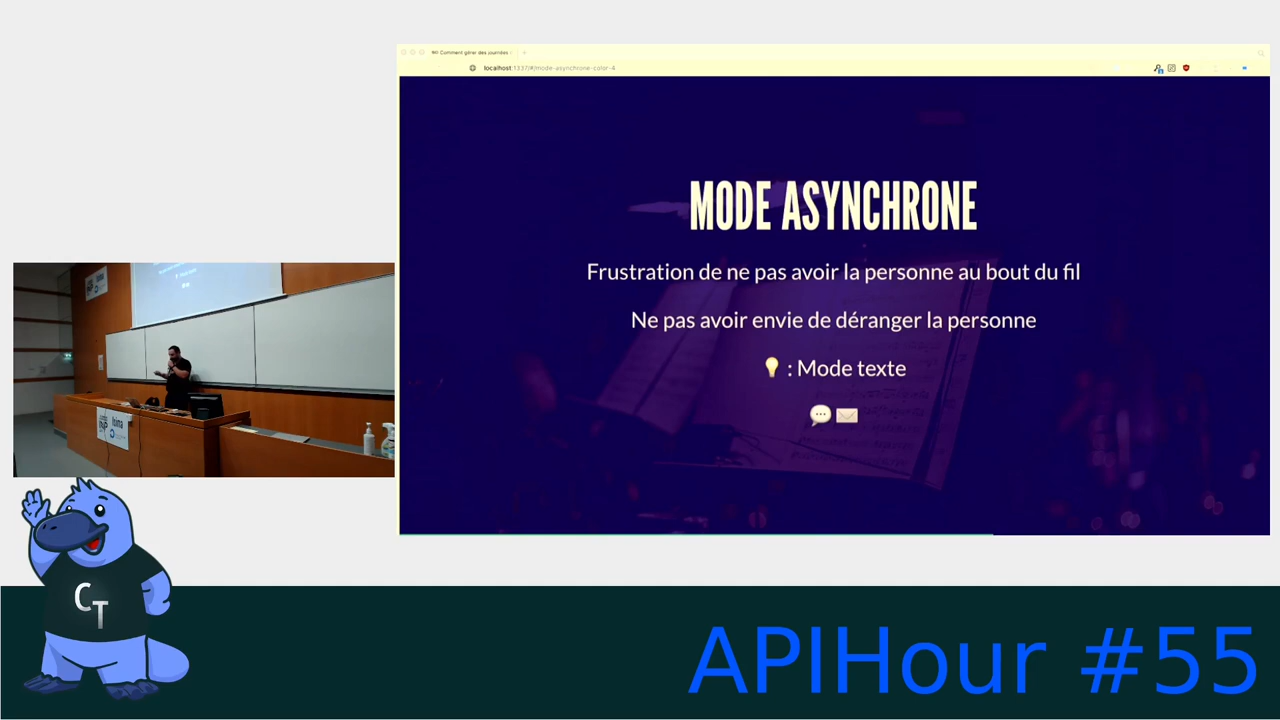 Comment gérer des journées
localhost:1337/#/mode-asynchrone-color-4
MODE ASYNCHRONE
Frustration de ne pas avoir la personne au bout du fil
Ne pas avoir envie de déranger la personne
: Mode texte
CT
APIHour #55